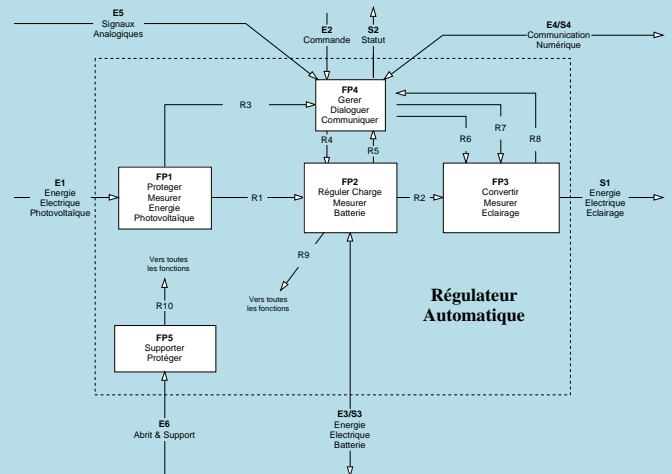 E5
Signaux
Analogiques
E2
Commande
S2
Statut
E4/S4
Communication
Numérique
FP4
Gerer
Dialoguer
Communiquer
R3
R4
R5
R6
R7
R8
E1
Energie
Electrique
Photovoltaïque
FP1
Proteger
Mesurer
Energie
Photovoltaïque
R1
FP2
Réguler Charge
Mesurer
Batterie
R2
FP3
Convertir
Mesurer
Eclairage
S1
Energie
Electrique
Eclairage
R9
Vers toutes
les fonctions
Vers toutes
les fonctions
R10
Régulateur
Automatique
FP5
Supporter
Protéger
E6
Abrit & Support
E3/S3
Energie
Electrique
Batterie